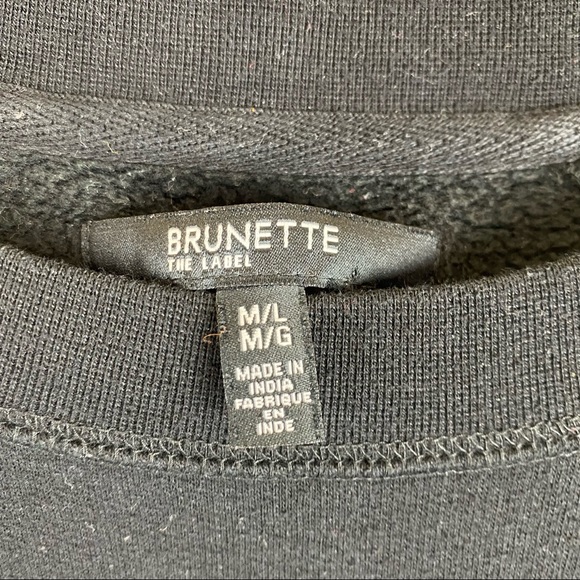 BRUNETTE
THE LABEL
M/L
M/G
MADE IN
INDIA
FABRIQUE
EN
INDE